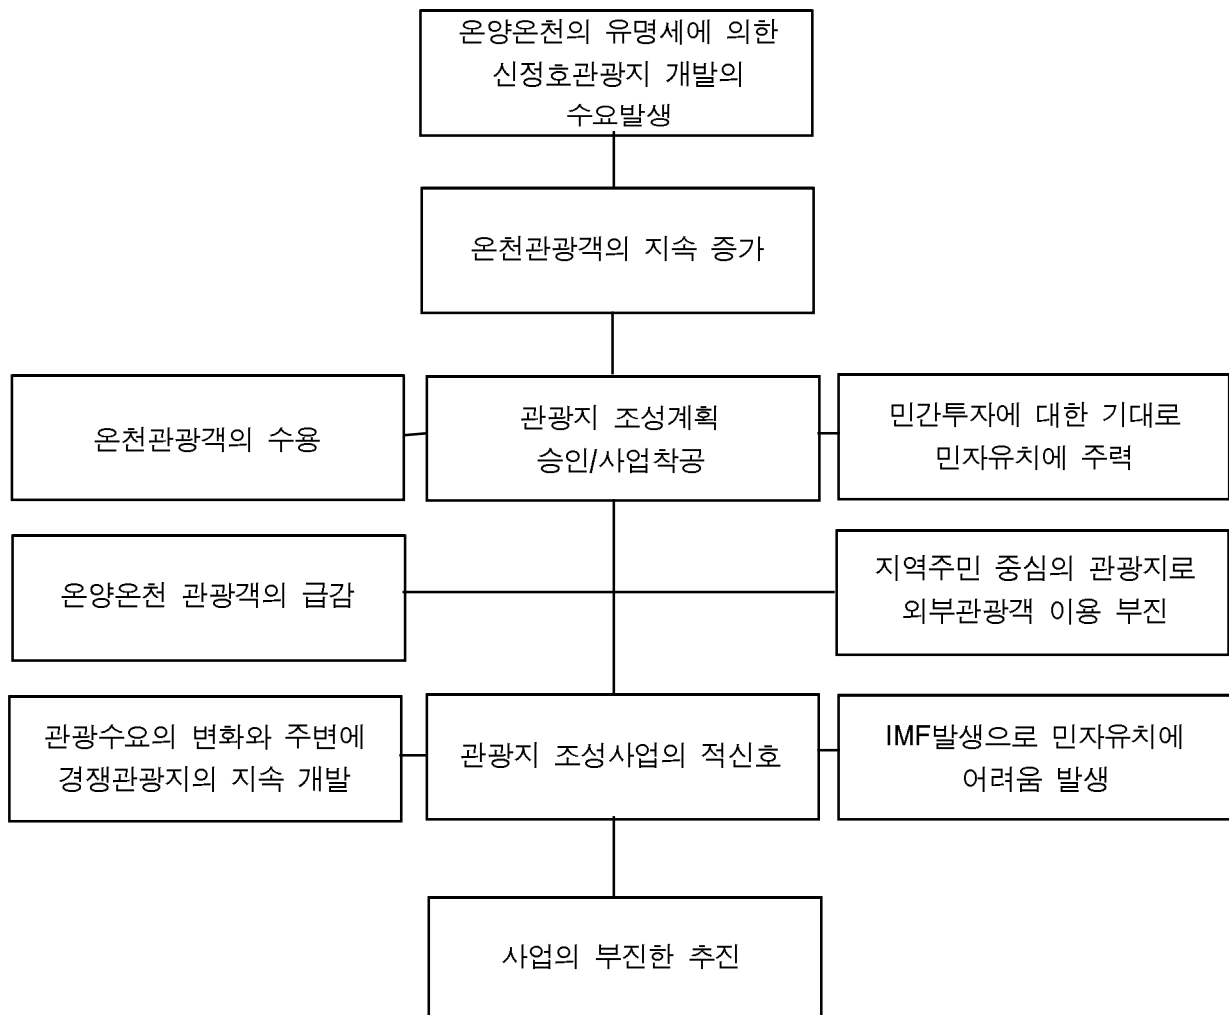 온양온천의 유명세에 의한
신정호관광지 개발의
수요발생
온천관광객의 지속 증가
온천관광객의 수용
관광지 조성계획
승인/사업착공
민간투자에 대한 기대로
민자유치에 주력
온양온천 관광객의 급감
지역주민 중심의 관광지로
외부관광객 이용 부진
관광수요의 변화와 주변에
경쟁관광지의 지속 개발
관광지 조성사업의 적신호
IMF발생으로 민자유치에
어려움 발생
사업의 부진한 추진